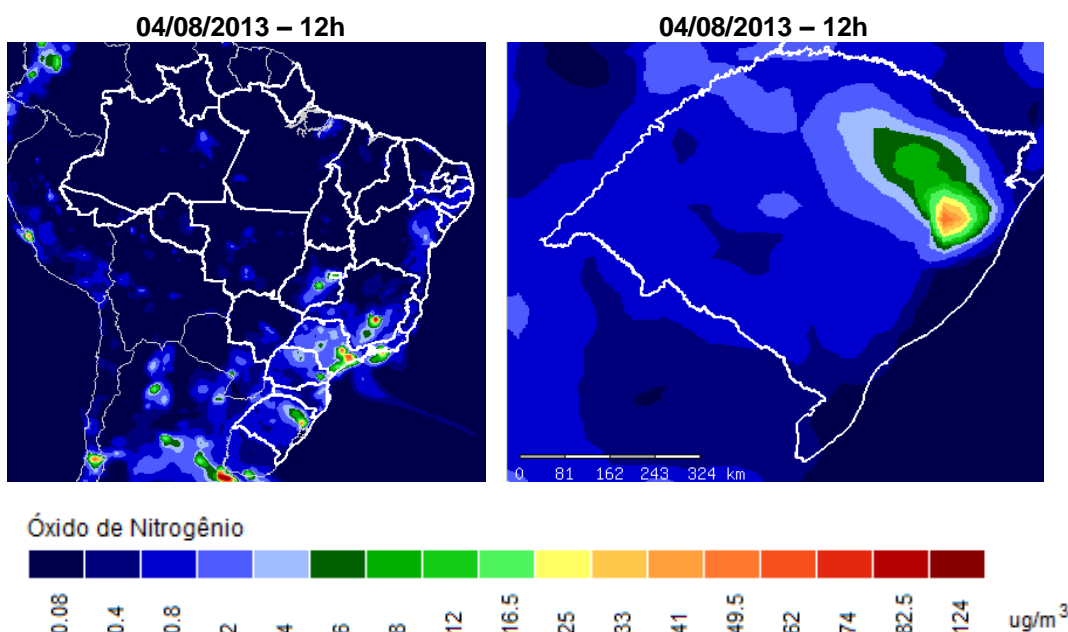 04/08/2013 – 12h
04/08/2013 – 12h
0 81 162 243 324 km
Óxido de Nitrogênio
0.08 0.4 0.8 2 4 6 8 12 16.5 25 33 41 49.5 62 74 82.5 124 ug/m³